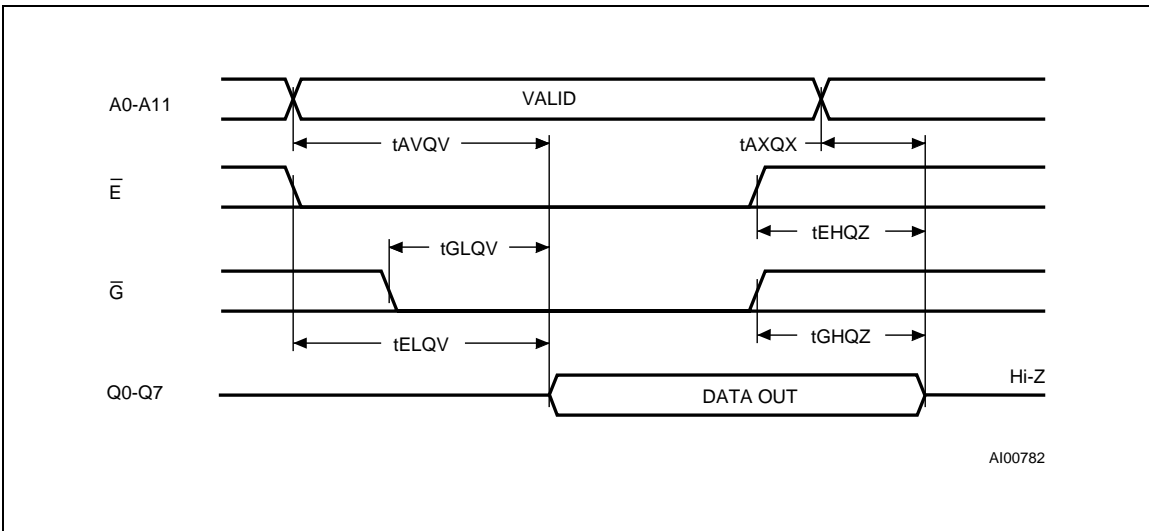 A0-A11
VALID
tAVQV
tAXQX
E̅
tEHQZ
tGLQV
G̅
tGHQZ
tELQV
Q0-Q7
DATA OUT
Hi-Z
AI00782